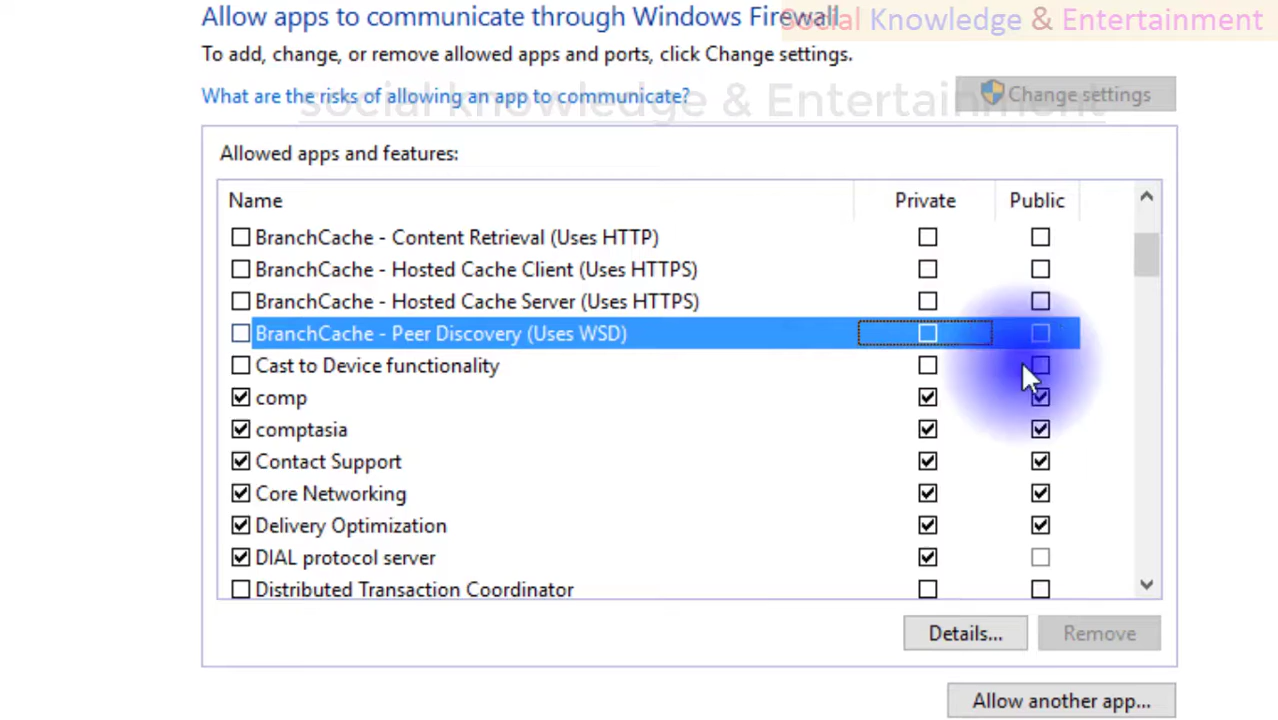 Allow apps to communicate through Windows Firewall
Social Knowledge & Entertainment
To add, change, or remove allowed apps and ports, click Change settings.
What are the risks of allowing an app to communicate?
social knowledge & Entertainment
Change settings
Allowed apps and features:
Name Private Public
BranchCache - Content Retrieval (Uses HTTP)
BranchCache - Hosted Cache Client (Uses HTTPS)
BranchCache - Hosted Cache Server (Uses HTTPS)
BranchCache - Peer Discovery (Uses WSD)
Cast to Device functionality
comp
comptasia
Contact Support
Core Networking
Delivery Optimization
DIAL protocol server
Distributed Transaction Coordinator
Details... Remove
Allow another app...